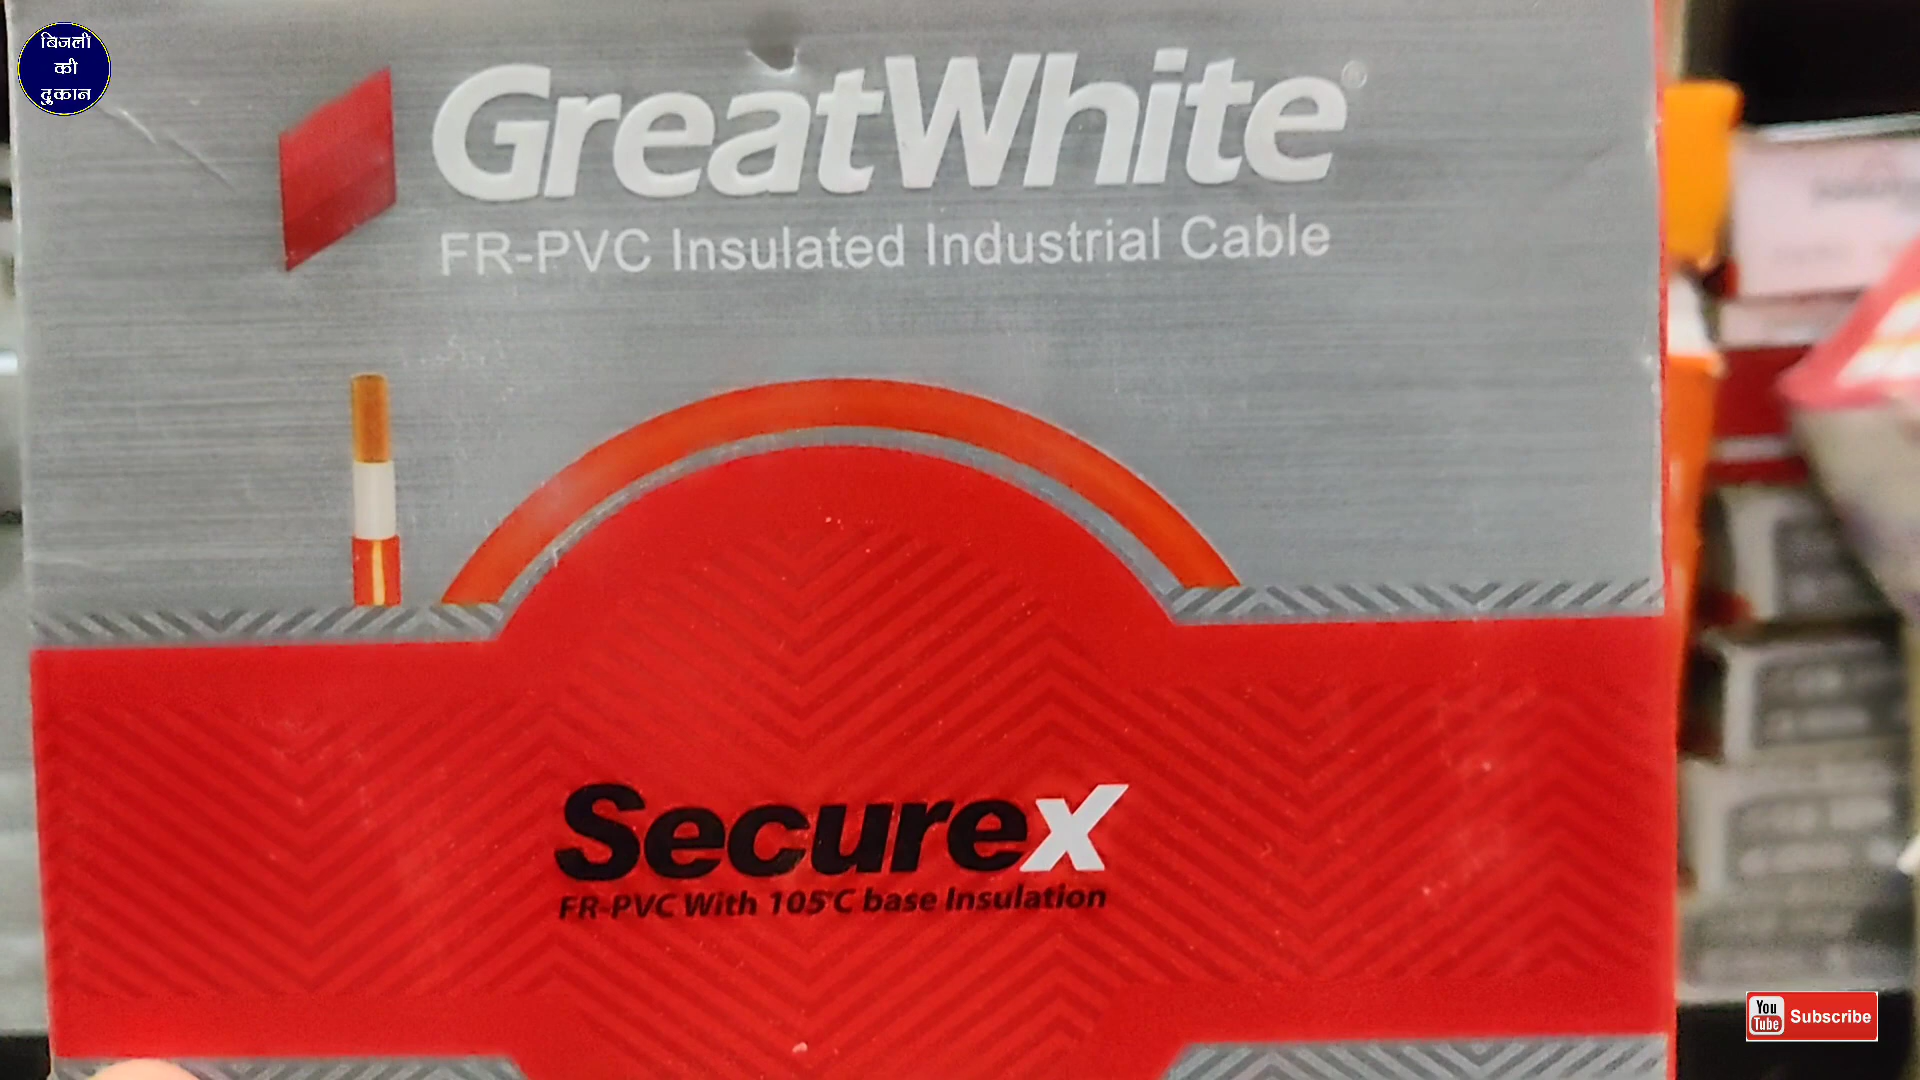 बिजली
की
दुकान
GreatWhite®
FR-PVC Insulated Industrial Cable
Securex
FR-PVC With 105°C base Insulation
You
Tube
Subscribe